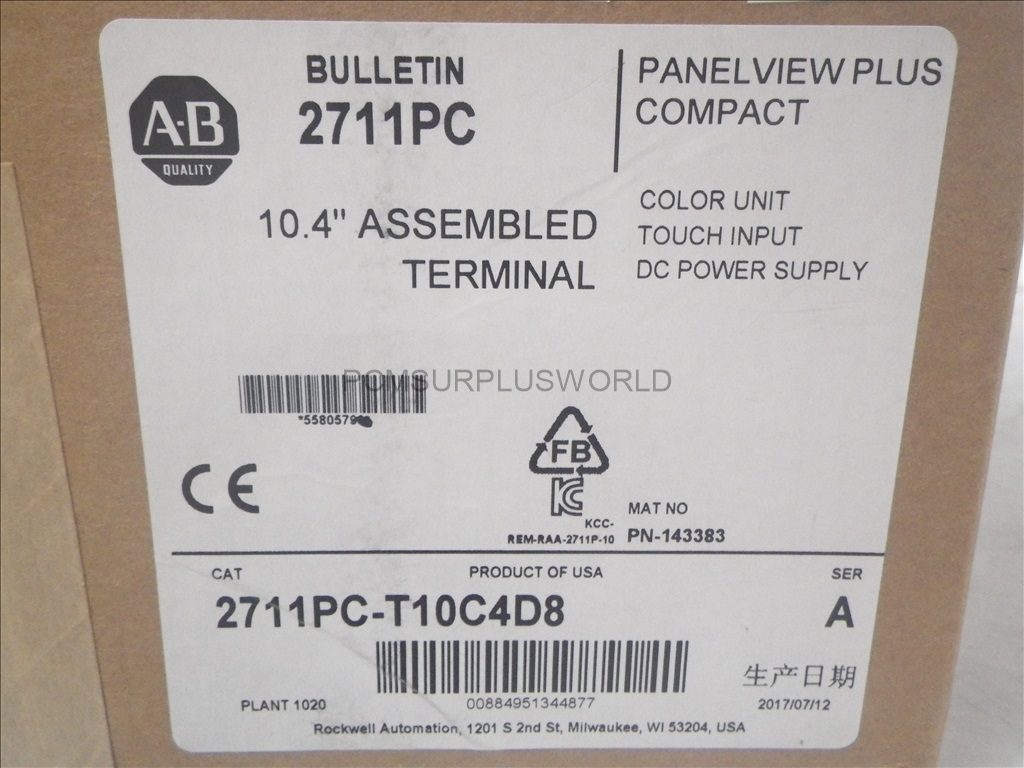 A-B
QUALITY
BULLETIN
2711PC
PANELVIEW PLUS
COMPACT
10.4" ASSEMBLED
TERMINAL
COLOR UNIT
TOUCH INPUT
DC POWER SUPPLY
POMSURPLUSWORLD
CE
FB
KC
KCC-
REM-RAA-2711P-10
MAT NO
PN-143383
CAT
PRODUCT OF USA
SER
2711PC-T10C4D8
A
生产日期
PLANT 1020
00884951344877
2017/07/12
Rockwell Automation, 1201 S 2nd St, Milwaukee, WI 53204, USA